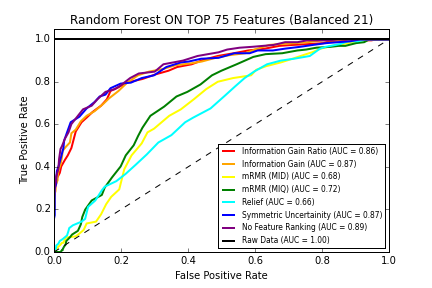 Random Forest ON TOP 75 Features (Balanced 21)
True Positive Rate
1.0
0.8
0.6
0.4
0.2
0.0
Information Gain Ratio (AUC = 0.86)
Information Gain (AUC = 0.87)
mRMR (MID) (AUC = 0.68)
mRMR (MIQ) (AUC = 0.72)
Relief (AUC = 0.66)
Symmetric Uncertainity (AUC = 0.87)
No Feature Ranking (AUC = 0.89)
Raw Data (AUC = 1.00)
0.0 0.2 0.4 0.6 0.8 1.0
False Positive Rate